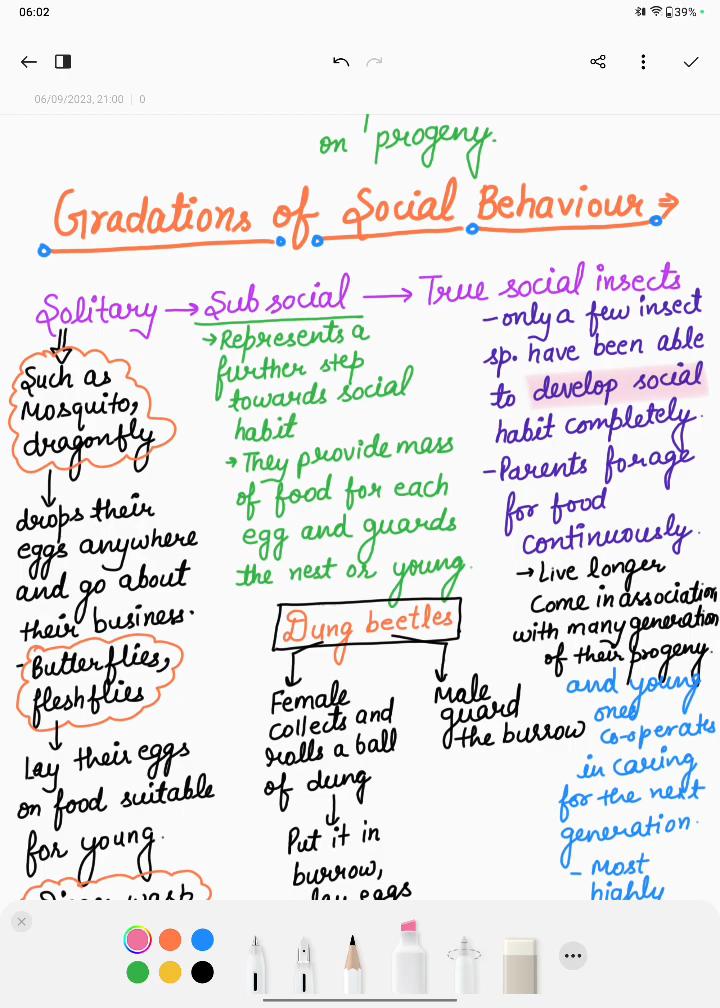 06:02
39%
06/09/2023, 21:00 | 0
on progeny.
Gradations of Social Behaviour ⇒
Solitary → Sub social → True social insects
Such as
Mosquito,
dragonfly
drops their
eggs anywhere
and go about
their business.
- Butterflies,
fleshflies
Lay their eggs
on food suitable
for young.
→ Represents a
further step
towards social
habit
→ They provide mass
of food for each
egg and guards
the nest or young.
Dung beetles
Female
collects and
rolls a ball
of dung
Put it in
burrow,
lay eggs
Male
guard
the burrow
- only a few insect
sp. have been able
to develop social
habit completely.
- Parents forage
for food
continuously.
→ Live longer
Come in association
with many generation
of their progeny.
and young
ones
co-operates
in caring
for the next
generation.
- Most
highly